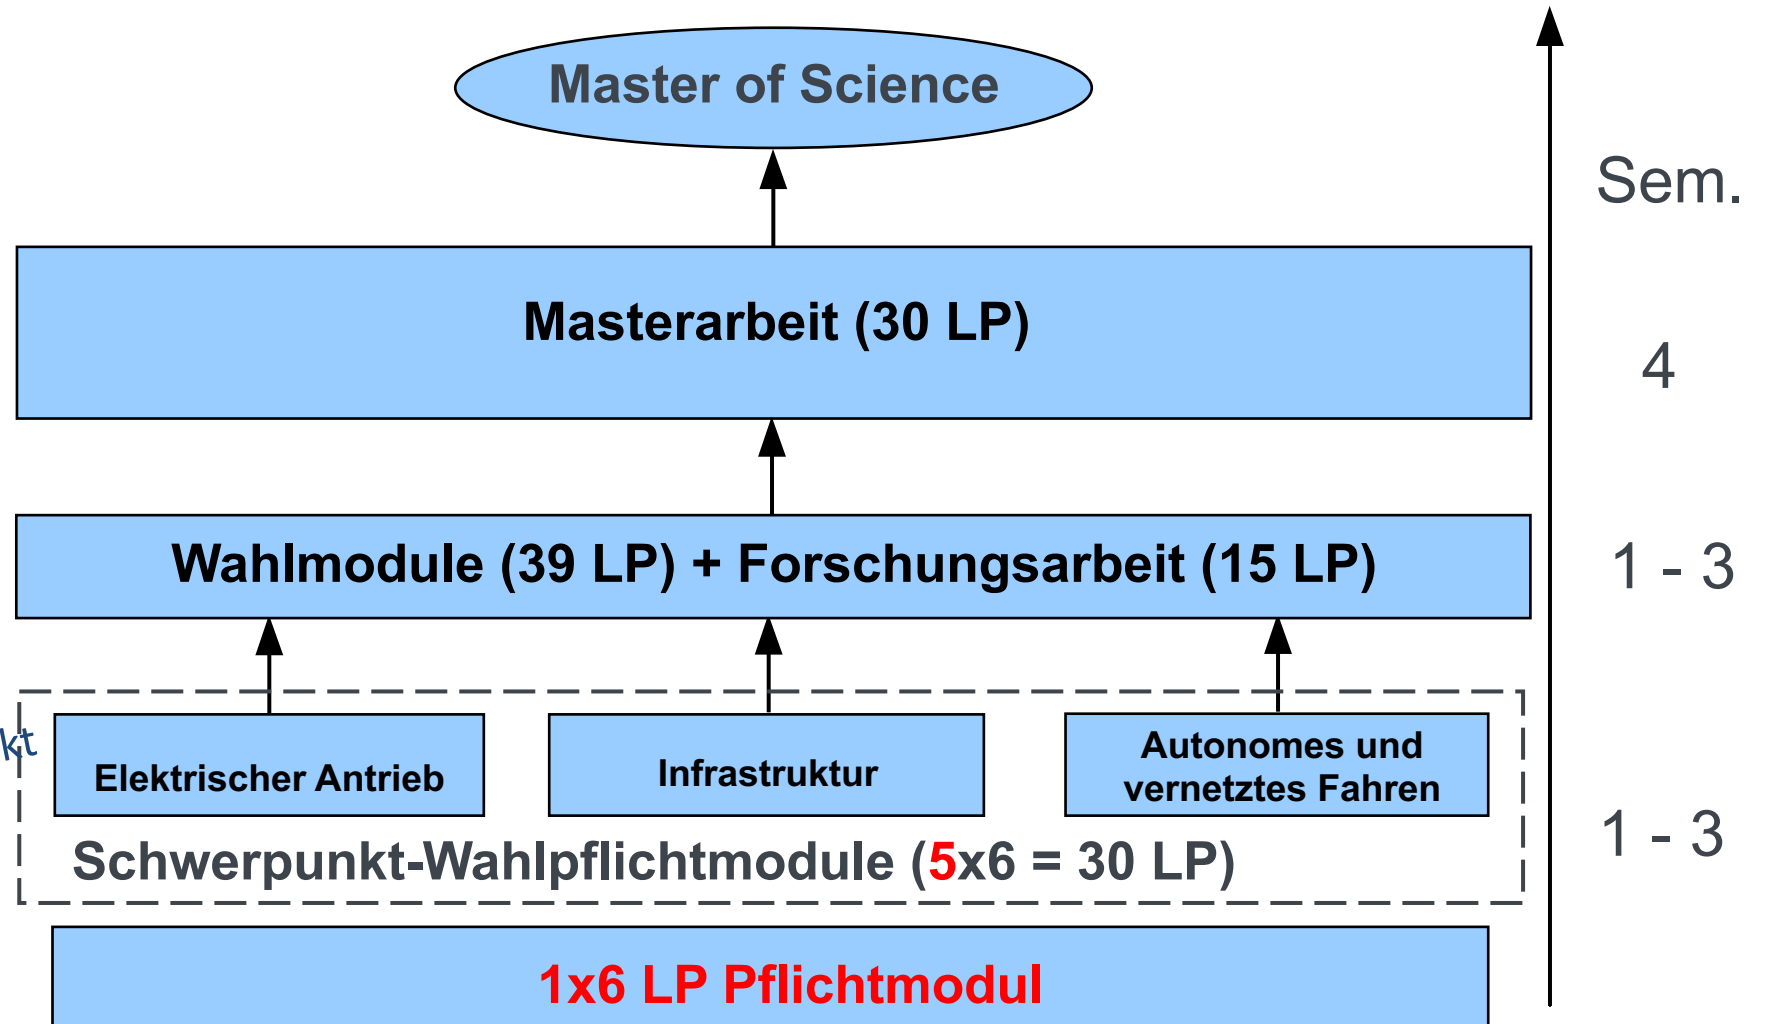 Master of Science
Sem.
Masterarbeit (30 LP)
4
Wahlmodule (39 LP) + Forschungsarbeit (15 LP)
1 - 3
kt
Elektrischer Antrieb
Infrastruktur
Autonomes und
vernetztes Fahren
Schwerpunkt-Wahlpflichtmodule (5x6 = 30 LP)
1 - 3
1x6 LP Pflichtmodul